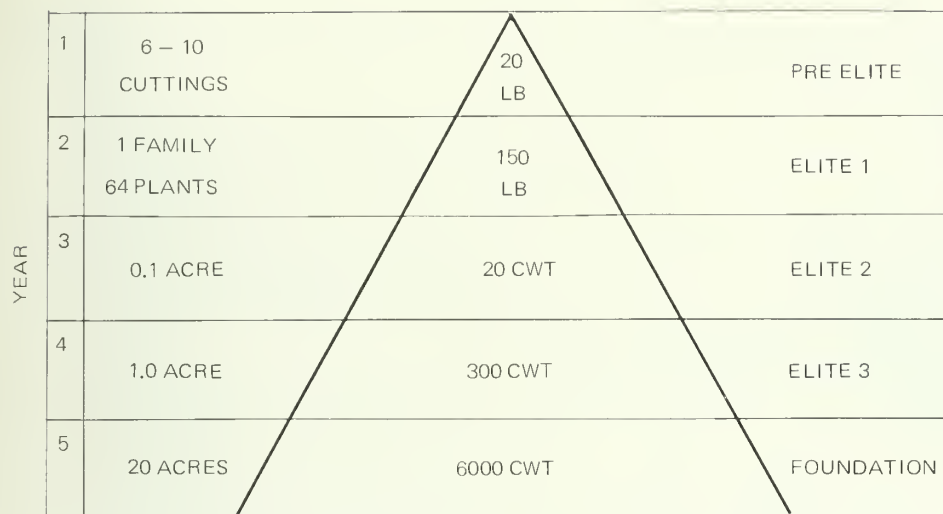 1
6 – 10
CUTTINGS
20
LB
PRE ELITE
2
1 FAMILY
64 PLANTS
150
LB
ELITE 1
YEAR
3
0.1 ACRE
20 CWT
ELITE 2
4
1.0 ACRE
300 CWT
ELITE 3
5
20 ACRES
6000 CWT
FOUNDATION